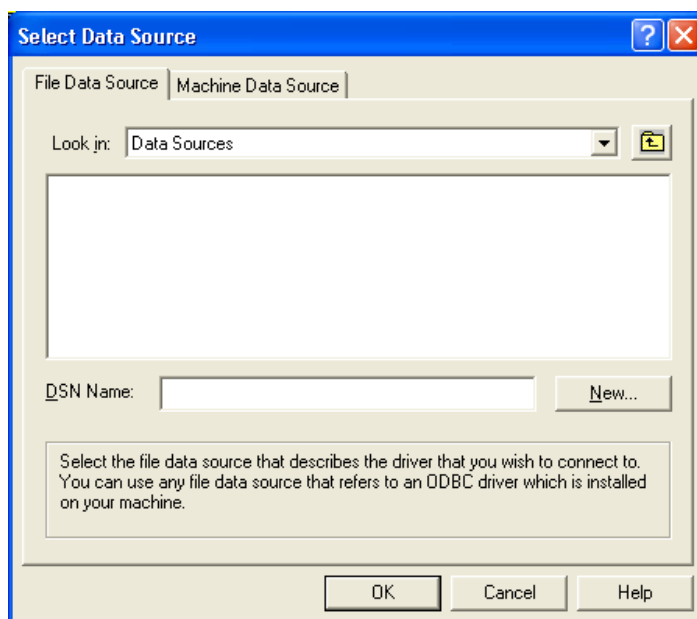 Select Data Source
File Data Source Machine Data Source
Look in: Data Sources
DSN Name: New...
Select the file data source that describes the driver that you wish to connect to.
You can use any file data source that refers to an ODBC driver which is installed
on your machine.
OK Cancel Help